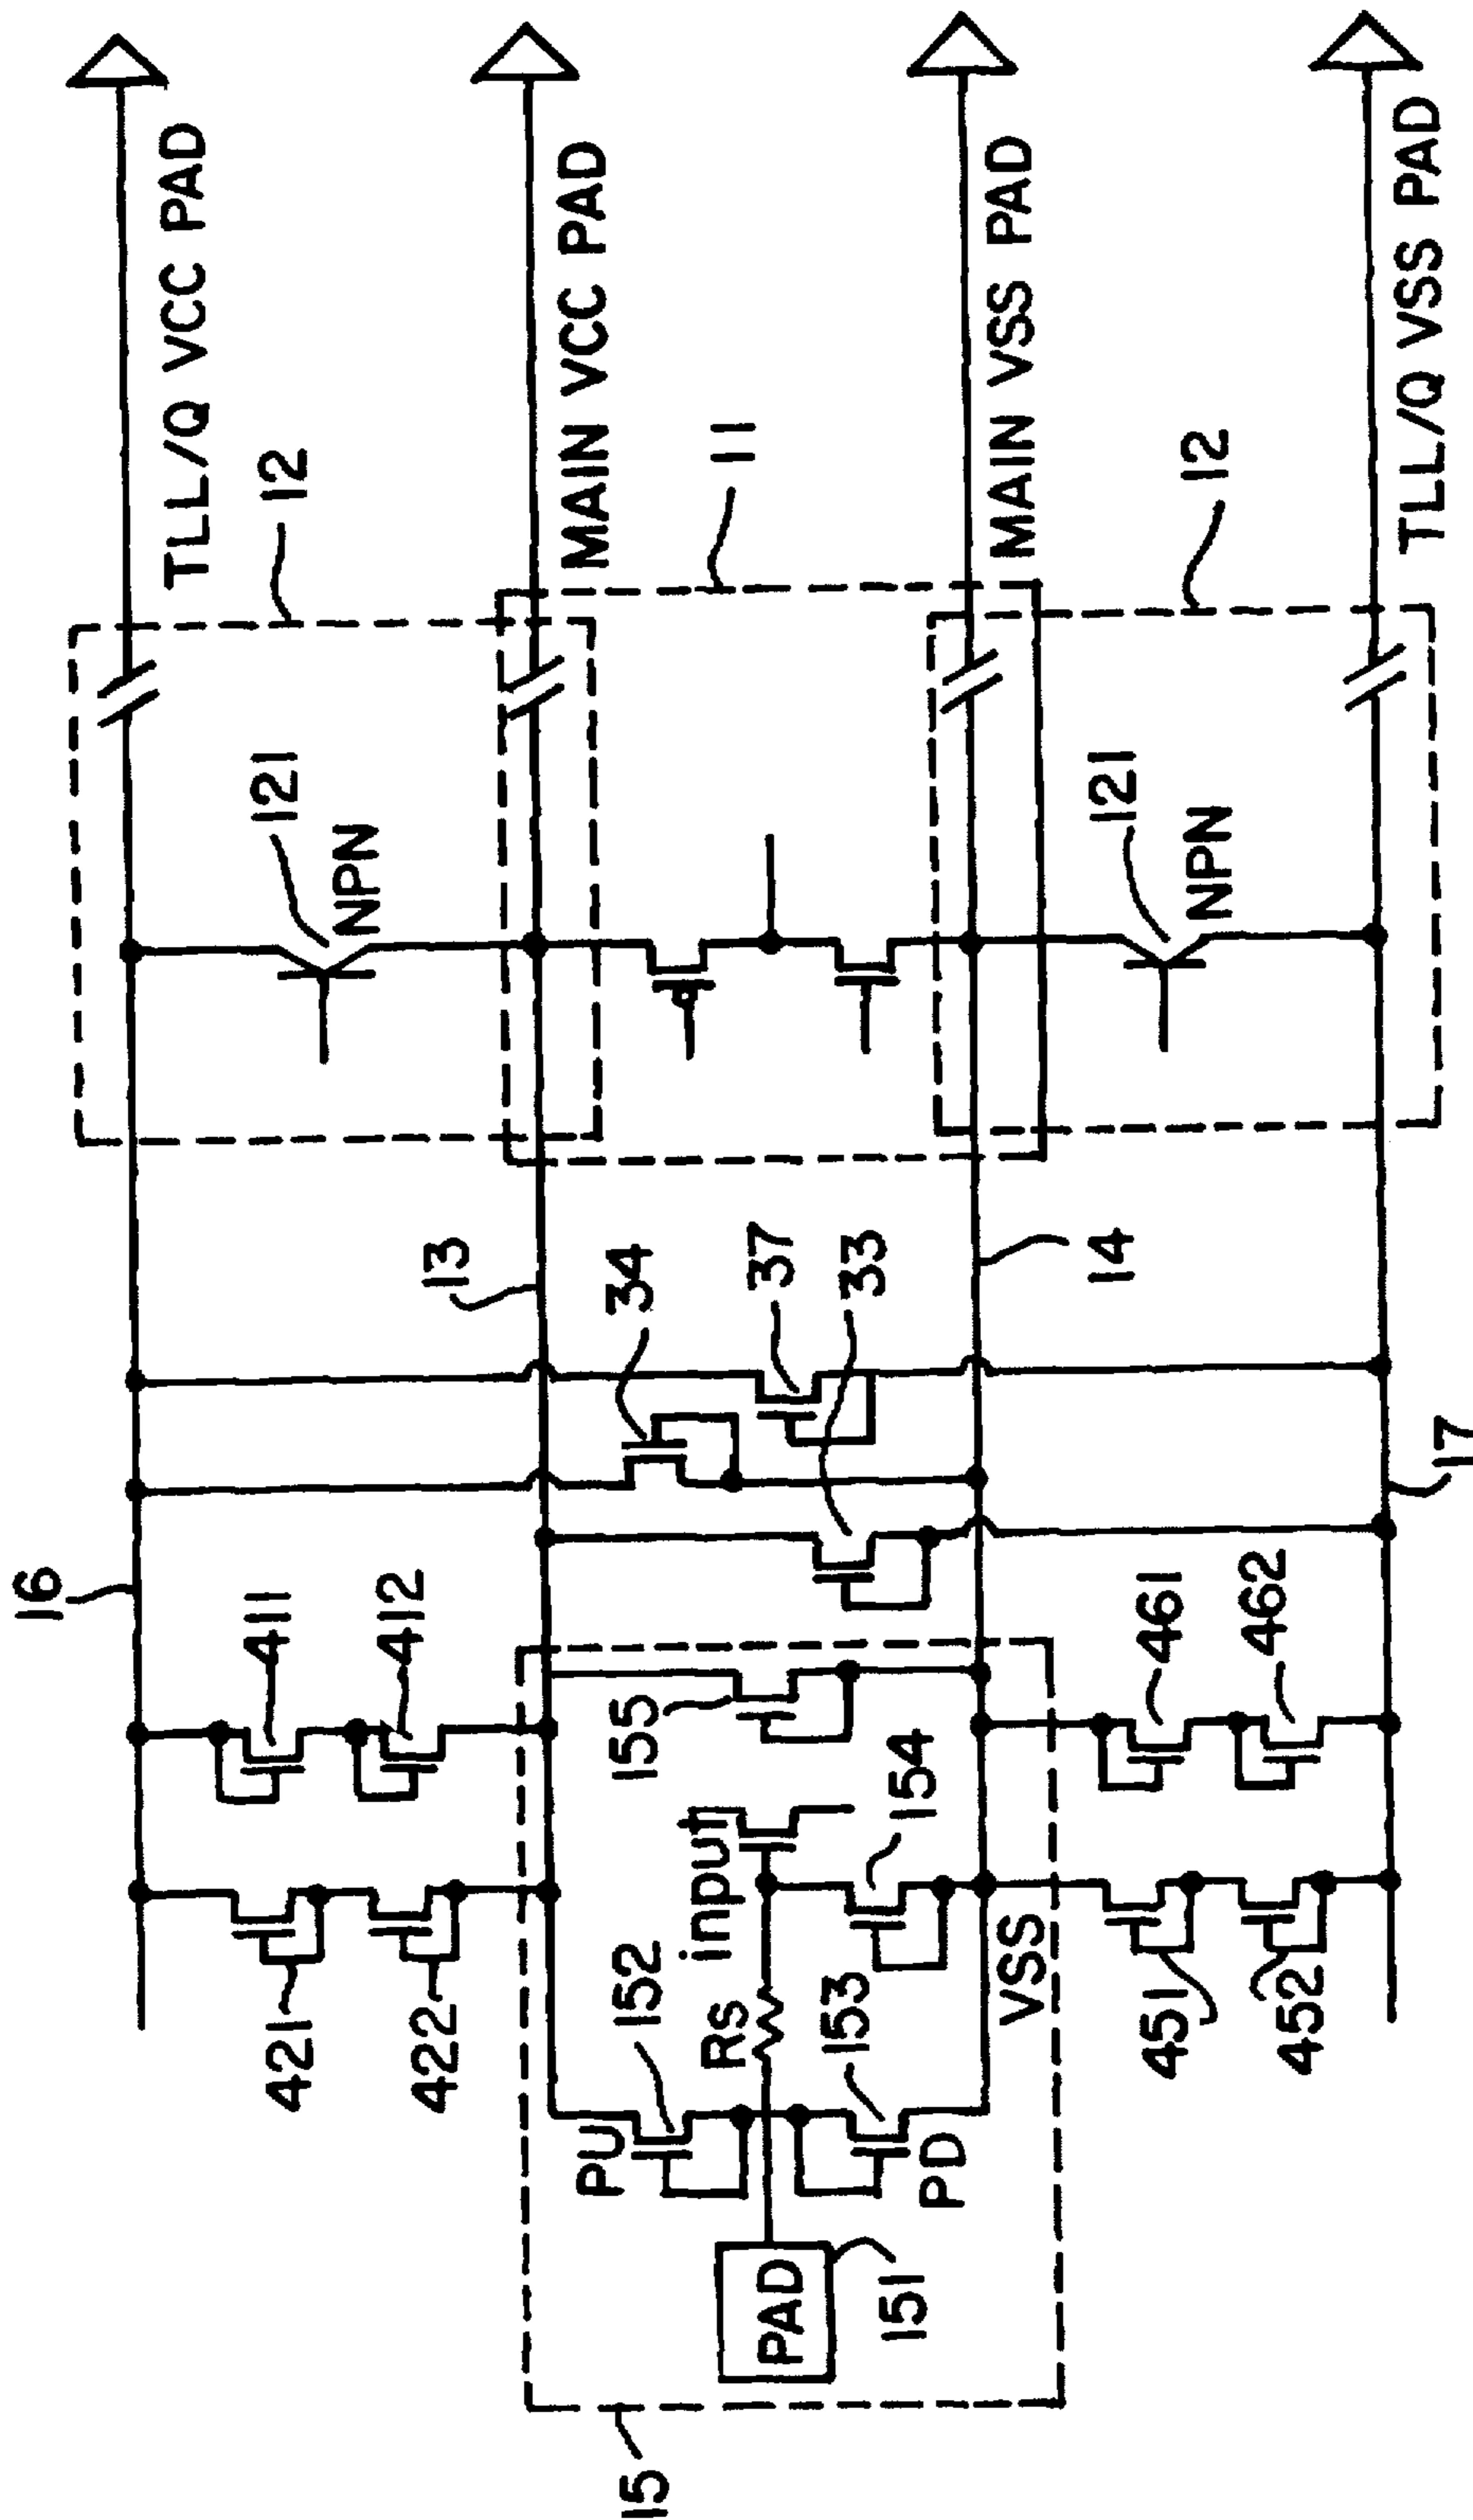 16
TLL/Q VCC PAD
421
411
121
12
NPN
422
412
13
MAIN VCC PAD
PU
15
152
155
34
input
Rs
11
PAD
37
153
33
151
154
PD
VSS
MAIN VSS PAD
14
121
451
461
NPN
12
452
462
TLL/Q VSS PAD
17